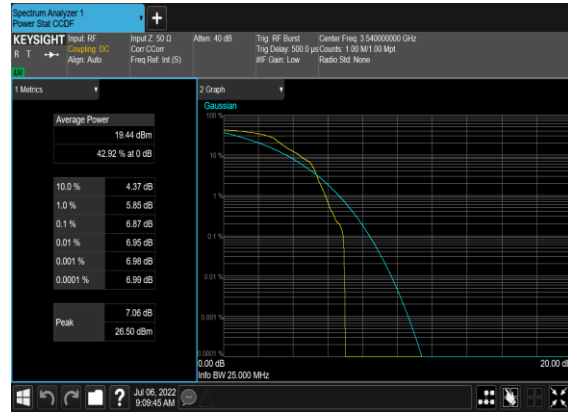 Spectrum Analyzer 1
Power Stat CCDF
+
KEYSIGHT
R T
LW
Input: RF
Coupling: DC
Align: Auto
Input Z: 50 Ω
Corr CCorr
Freq Ref: Int (S)
Atten: 40 dB
Trig: RF Burst
Trig Delay: 500.0 µs
#IF Gain: Low
Center Freq: 3.540000000 GHz
Counts: 1.00 M/1.00 Mpt
Radio Std: None
1 Metrics
Average Power
19.44 dBm
42.92 % at 0 dB
10.0 % 4.37 dB
1.0 % 5.85 dB
0.1 % 6.87 dB
0.01 % 6.95 dB
0.001 % 6.98 dB
0.0001 % 6.99 dB
Peak
7.06 dB
26.50 dBm
2 Graph
Gaussian
100 %
10 %
1 %
0.1 %
0.01 %
0.001 %
0.0001 %
0.00 dB
20.00 dB
Info BW 25.000 MHz
?
Jul 06, 2022
9:09:45 AM